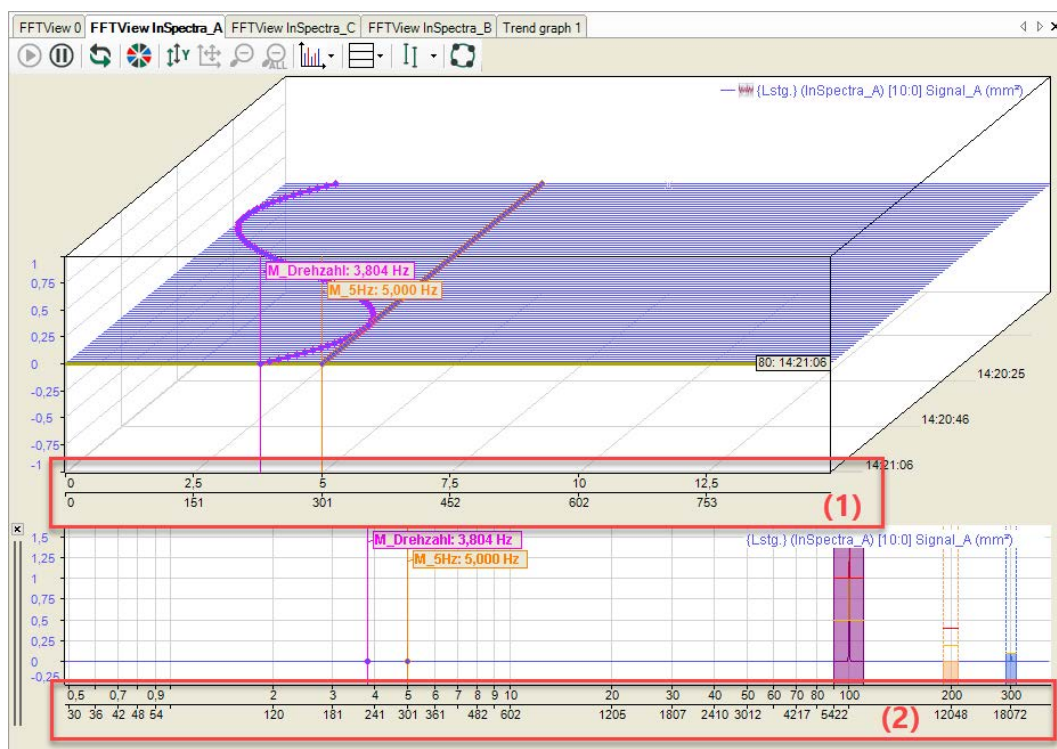 FFTView 0 FFTView InSpectra_A FFTView InSpectra_C FFTView InSpectra_B Trend graph 1
Y ALL
{Lstg.} (InSpectra_A) [10:0] Signal_A (mm²)
1
0,75
0,5
0,25
0
-0,25
-0,5
-0,75
-1
M_Drehzahl: 3,804 Hz
M_5Hz: 5,000 Hz
80: 14:21:06
14:20:25
14:20:46
14:21:06
0 2,5 5 7,5 10 12,5
0 151 301 452 602 753
(1)
1,5
1,25
1
0,75
0,5
0,25
0
-0,25
M_Drehzahl: 3,804 Hz
M_5Hz: 5,000 Hz
{Lstg.} (InSpectra_A) [10:0] Signal_A (mm²)
0,5 0,7 0,9 2 3 4 5 6 7 8 9 10 20 30 40 50 60 70 80 100 200 300
30 36 42 48 54 120 181 241 301 361 482 602 1205 1807 2410 3012 4217 5422 12048 18072
(2)